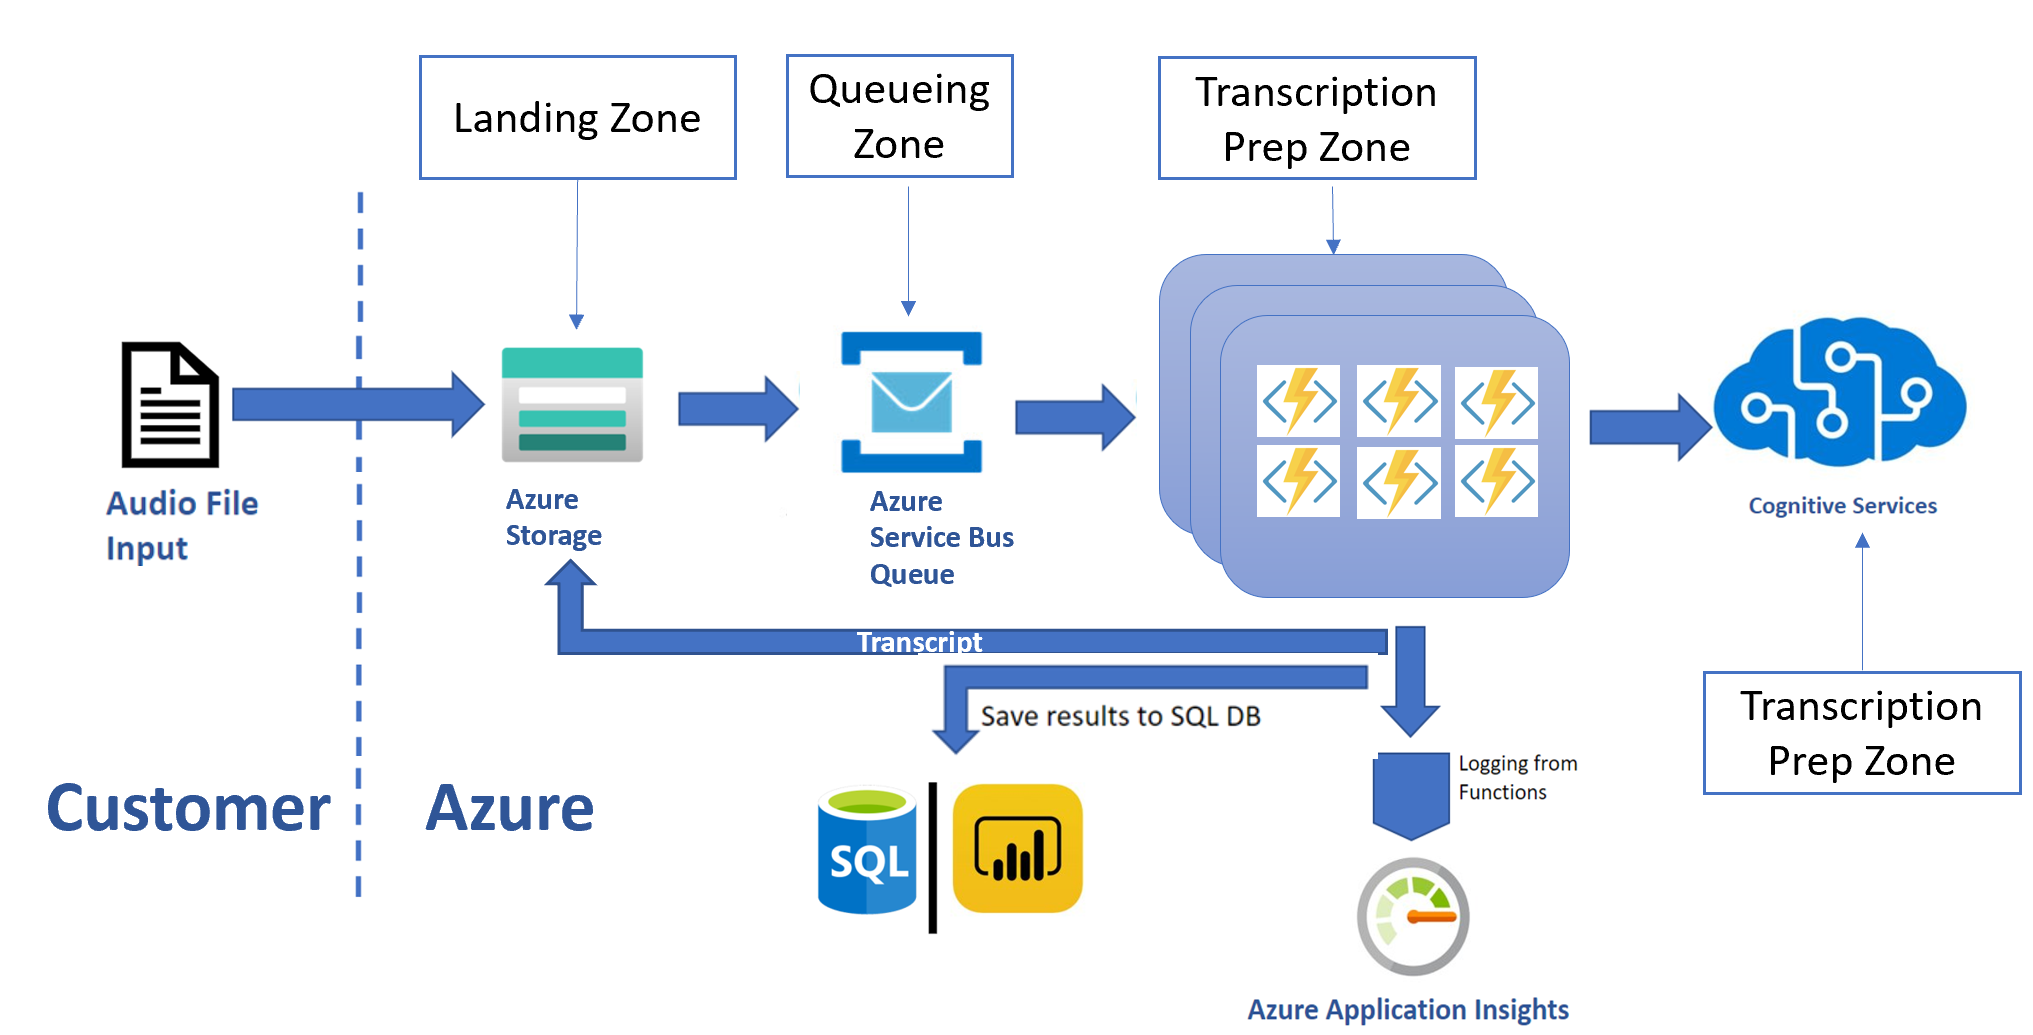 Landing Zone
Queueing
Zone
Transcription
Prep Zone
Audio File
Input
Azure
Storage
Azure
Service Bus
Queue
Cognitive Services
Transcript
Save results to SQL DB
Logging from
Functions
Transcription
Prep Zone
Customer
Azure
SQL
Azure Application Insights